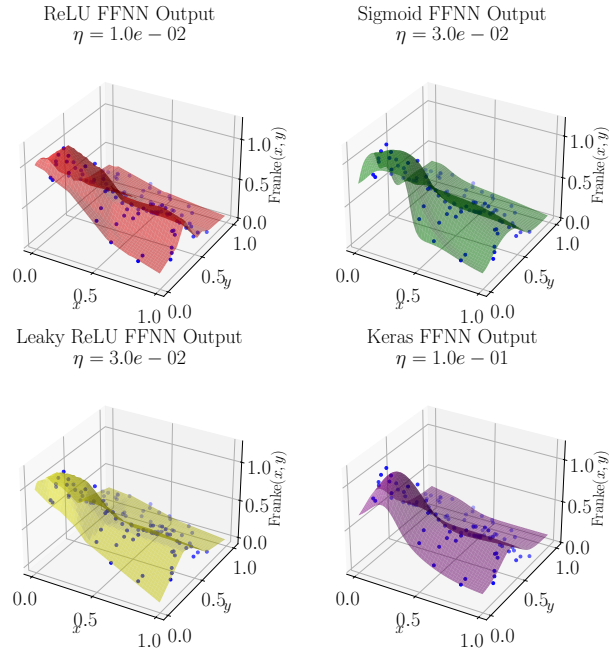 ReLU FFNN Output
η = 1.0e − 02
Sigmoid FFNN Output
η = 3.0e − 02
0.0
0.5
1.0
x
0.0
0.5
1.0
y
0.0
0.5
1.0
Franke(x, y)
0.0
0.5
1.0
x
0.0
0.5
1.0
y
0.0
0.5
1.0
Franke(x, y)
Leaky ReLU FFNN Output
η = 3.0e − 02
Keras FFNN Output
η = 1.0e − 01
0.0
0.5
1.0
x
0.0
0.5
1.0
y
0.0
0.5
1.0
Franke(x, y)
0.0
0.5
1.0
x
0.0
0.5
1.0
y
0.0
0.5
1.0
Franke(x, y)